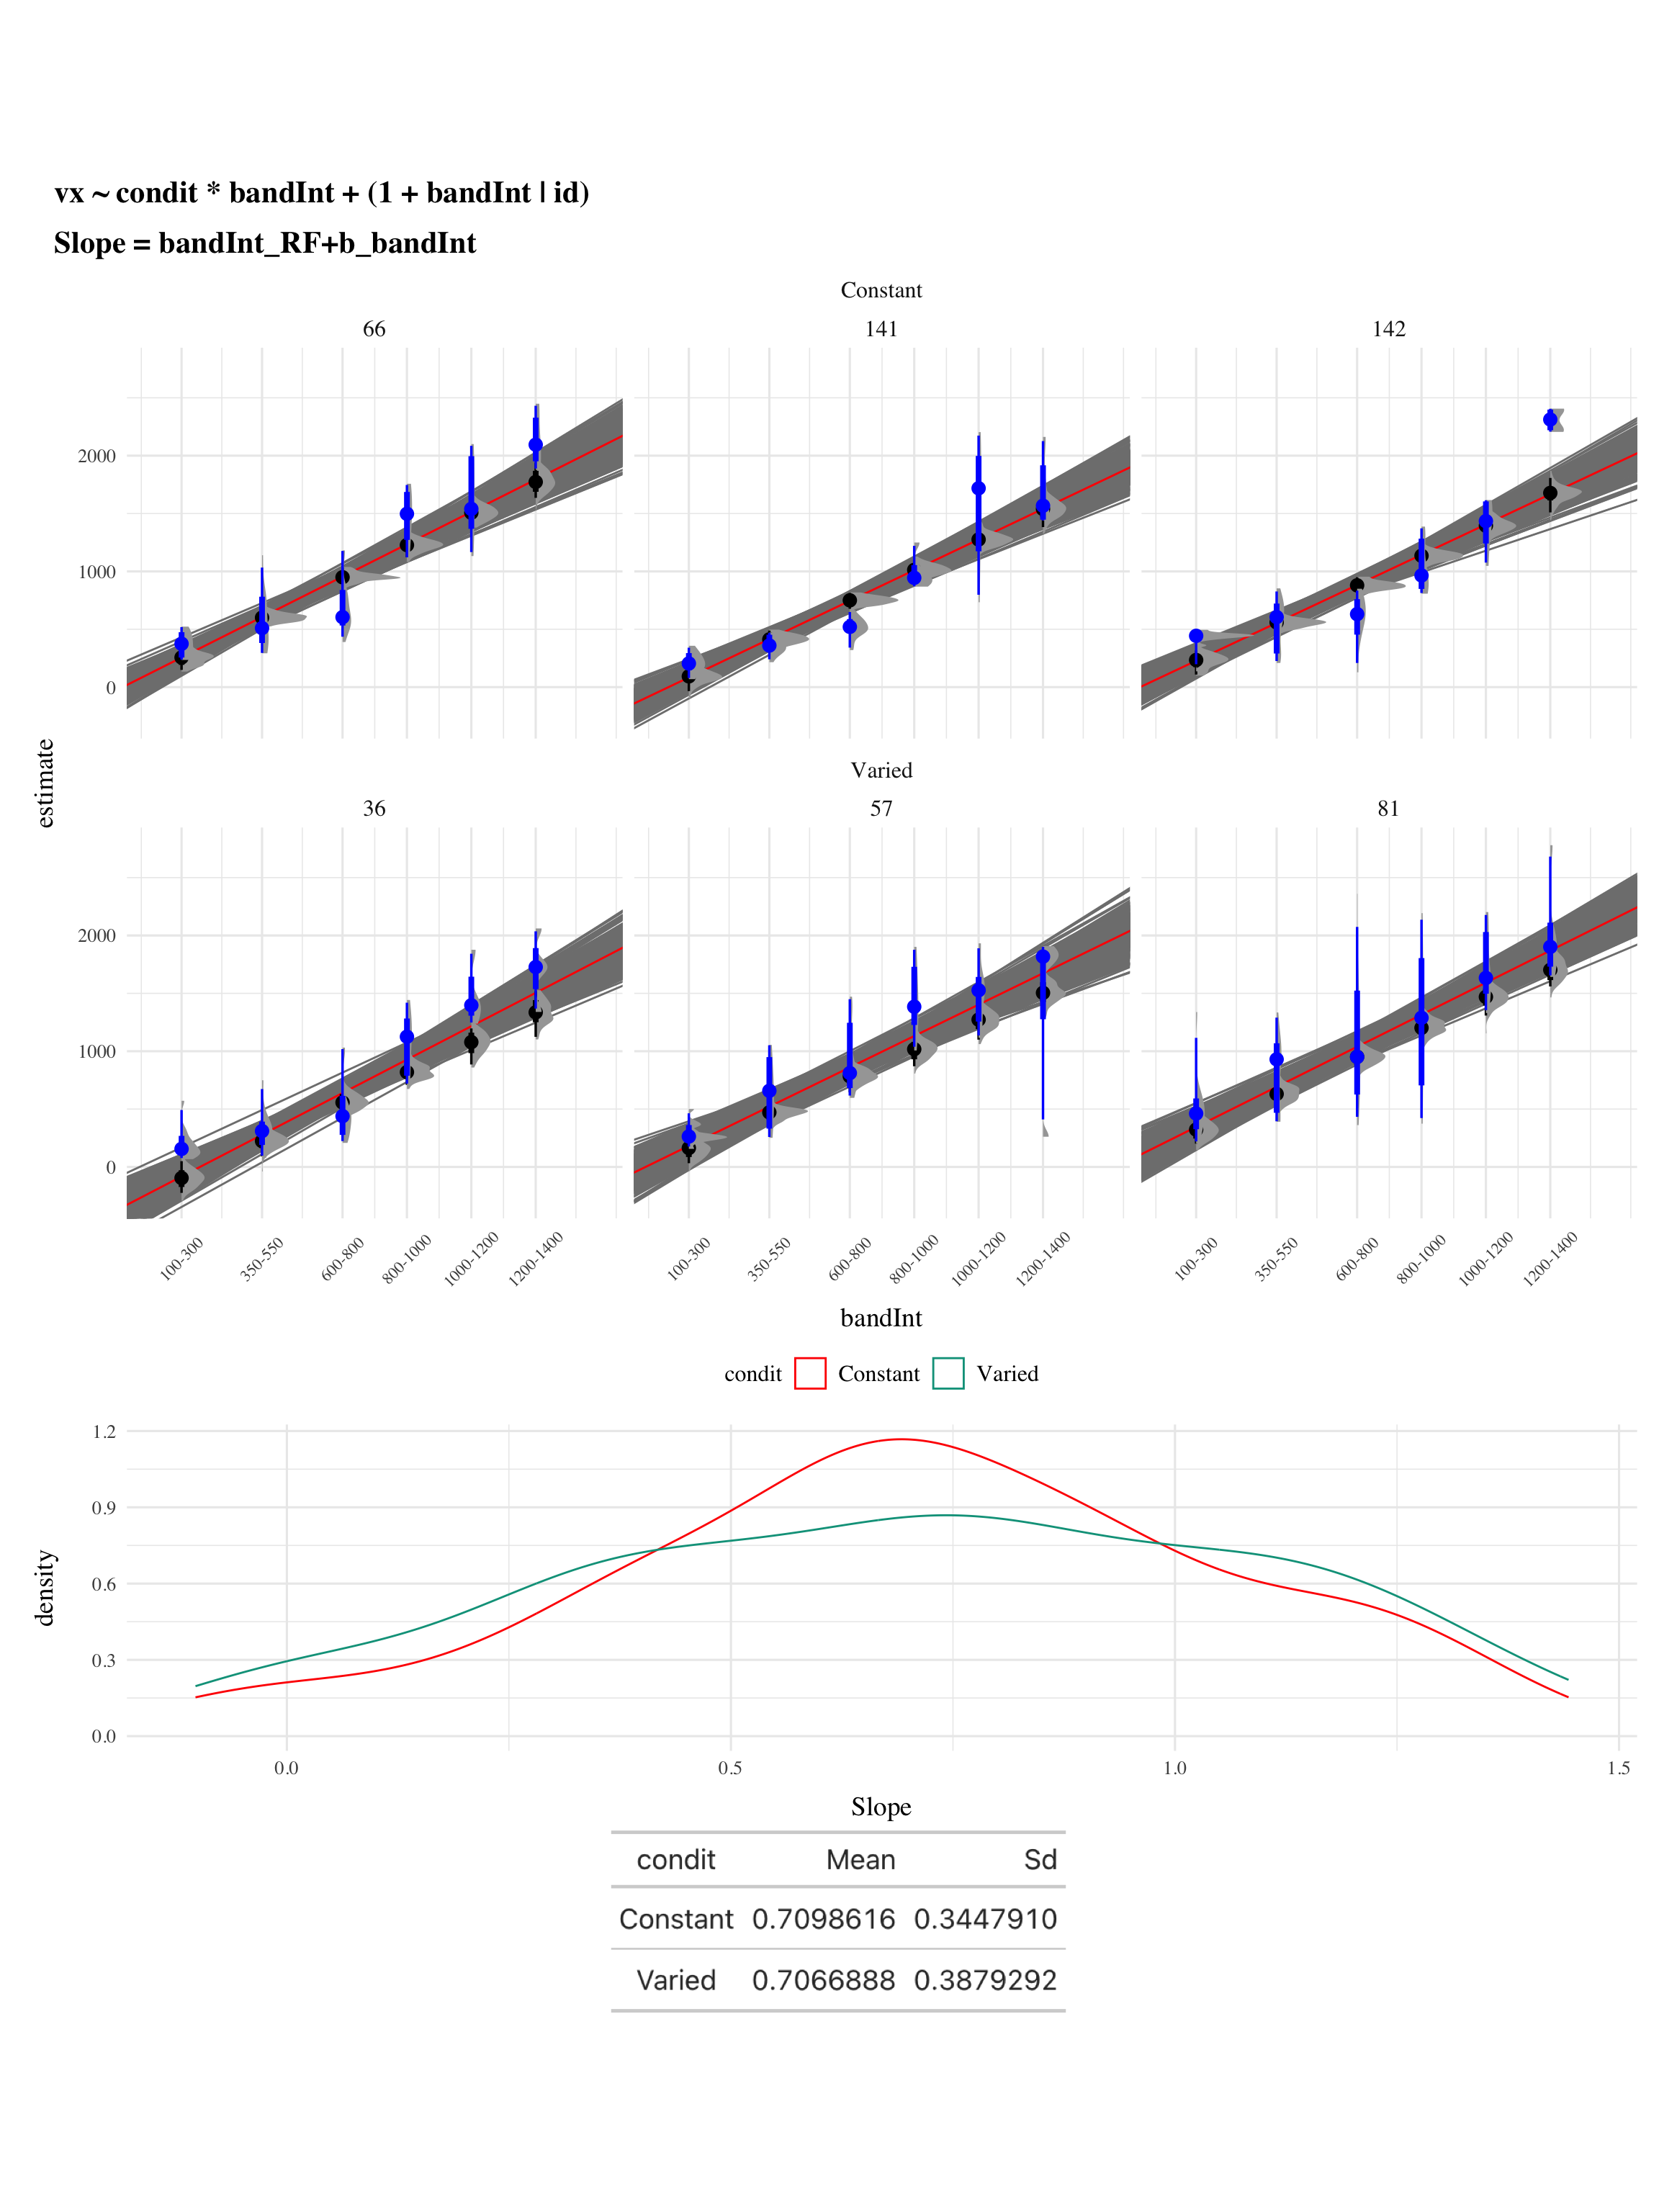 vx ~ condit * bandInt + (1 + bandInt | id)
Slope = bandInt_RF+b_bandInt
Constant
66 141 142
2000
1000
0
Varied
36 57 81
2000
1000
0
estimate
100-300 350-550 600-800 800-1000 1000-1200 1200-1400 100-300 350-550 600-800 800-1000 1000-1200 1200-1400 100-300 350-550 600-800 800-1000 1000-1200 1200-1400
bandInt
condit Constant Varied
1.2
0.9
0.6
0.3
0.0
density
0.0 0.5 1.0 1.5
Slope
condit Mean Sd
Constant 0.7098616 0.3447910
Varied 0.7066888 0.3879292